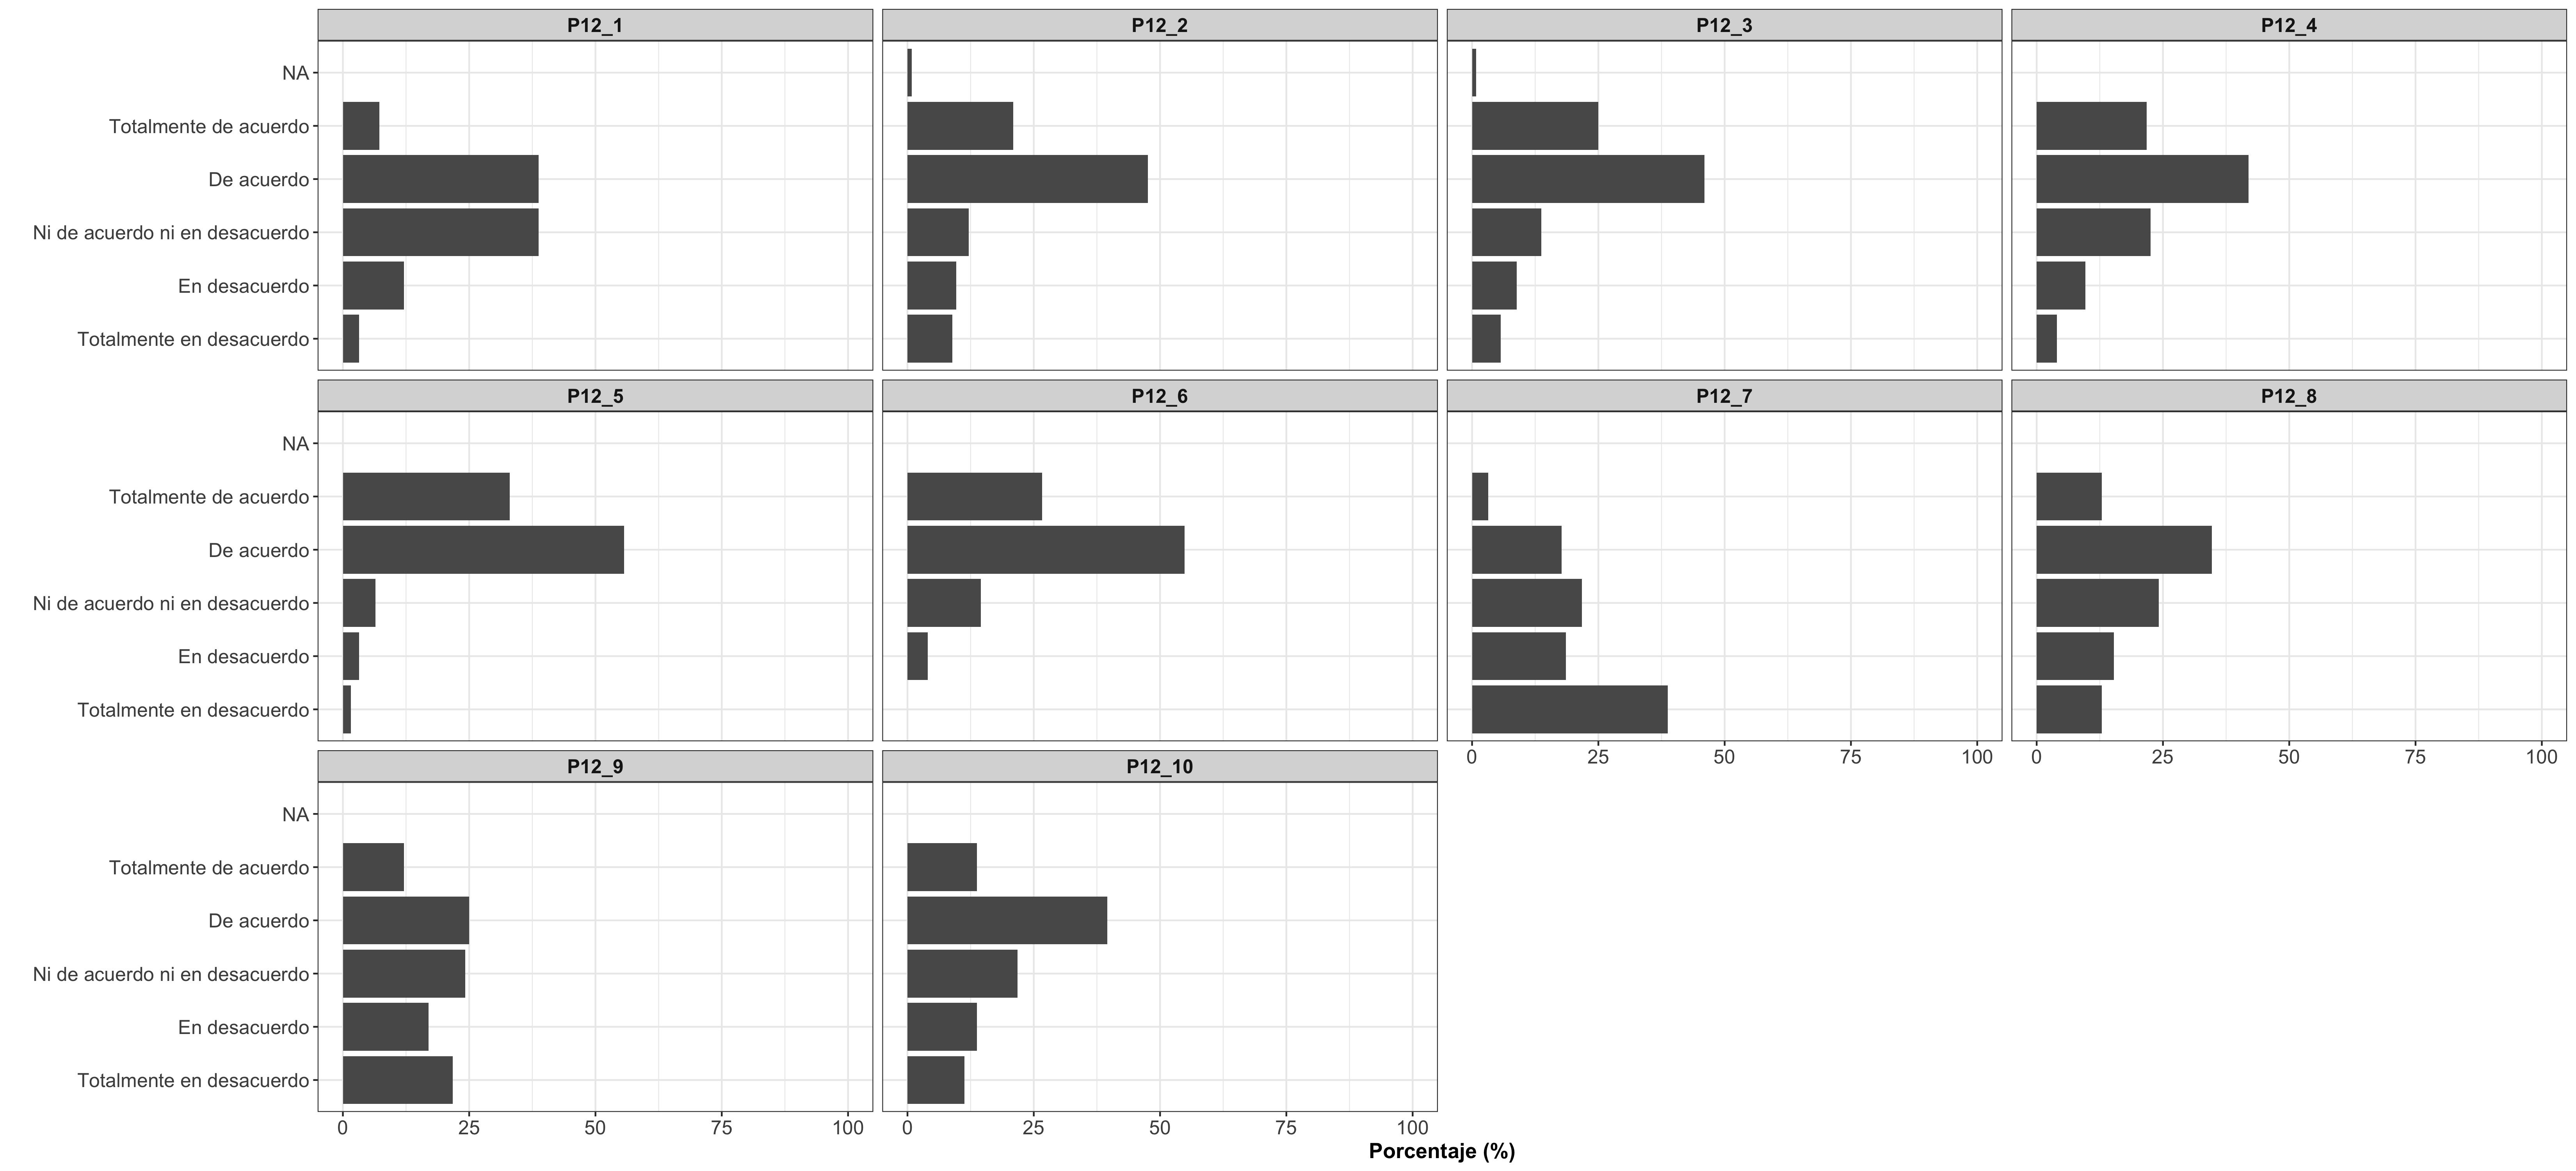 P12_1
P12_2
P12_3
P12_4
NA
Totalmente de acuerdo
De acuerdo
Ni de acuerdo ni en desacuerdo
En desacuerdo
Totalmente en desacuerdo
P12_5
P12_6
P12_7
P12_8
NA
Totalmente de acuerdo
De acuerdo
Ni de acuerdo ni en desacuerdo
En desacuerdo
Totalmente en desacuerdo
0 25 50 75 100
0 25 50 75 100
P12_9
P12_10
NA
Totalmente de acuerdo
De acuerdo
Ni de acuerdo ni en desacuerdo
En desacuerdo
Totalmente en desacuerdo
0 25 50 75 100
0 25 50 75 100
Porcentaje (%)